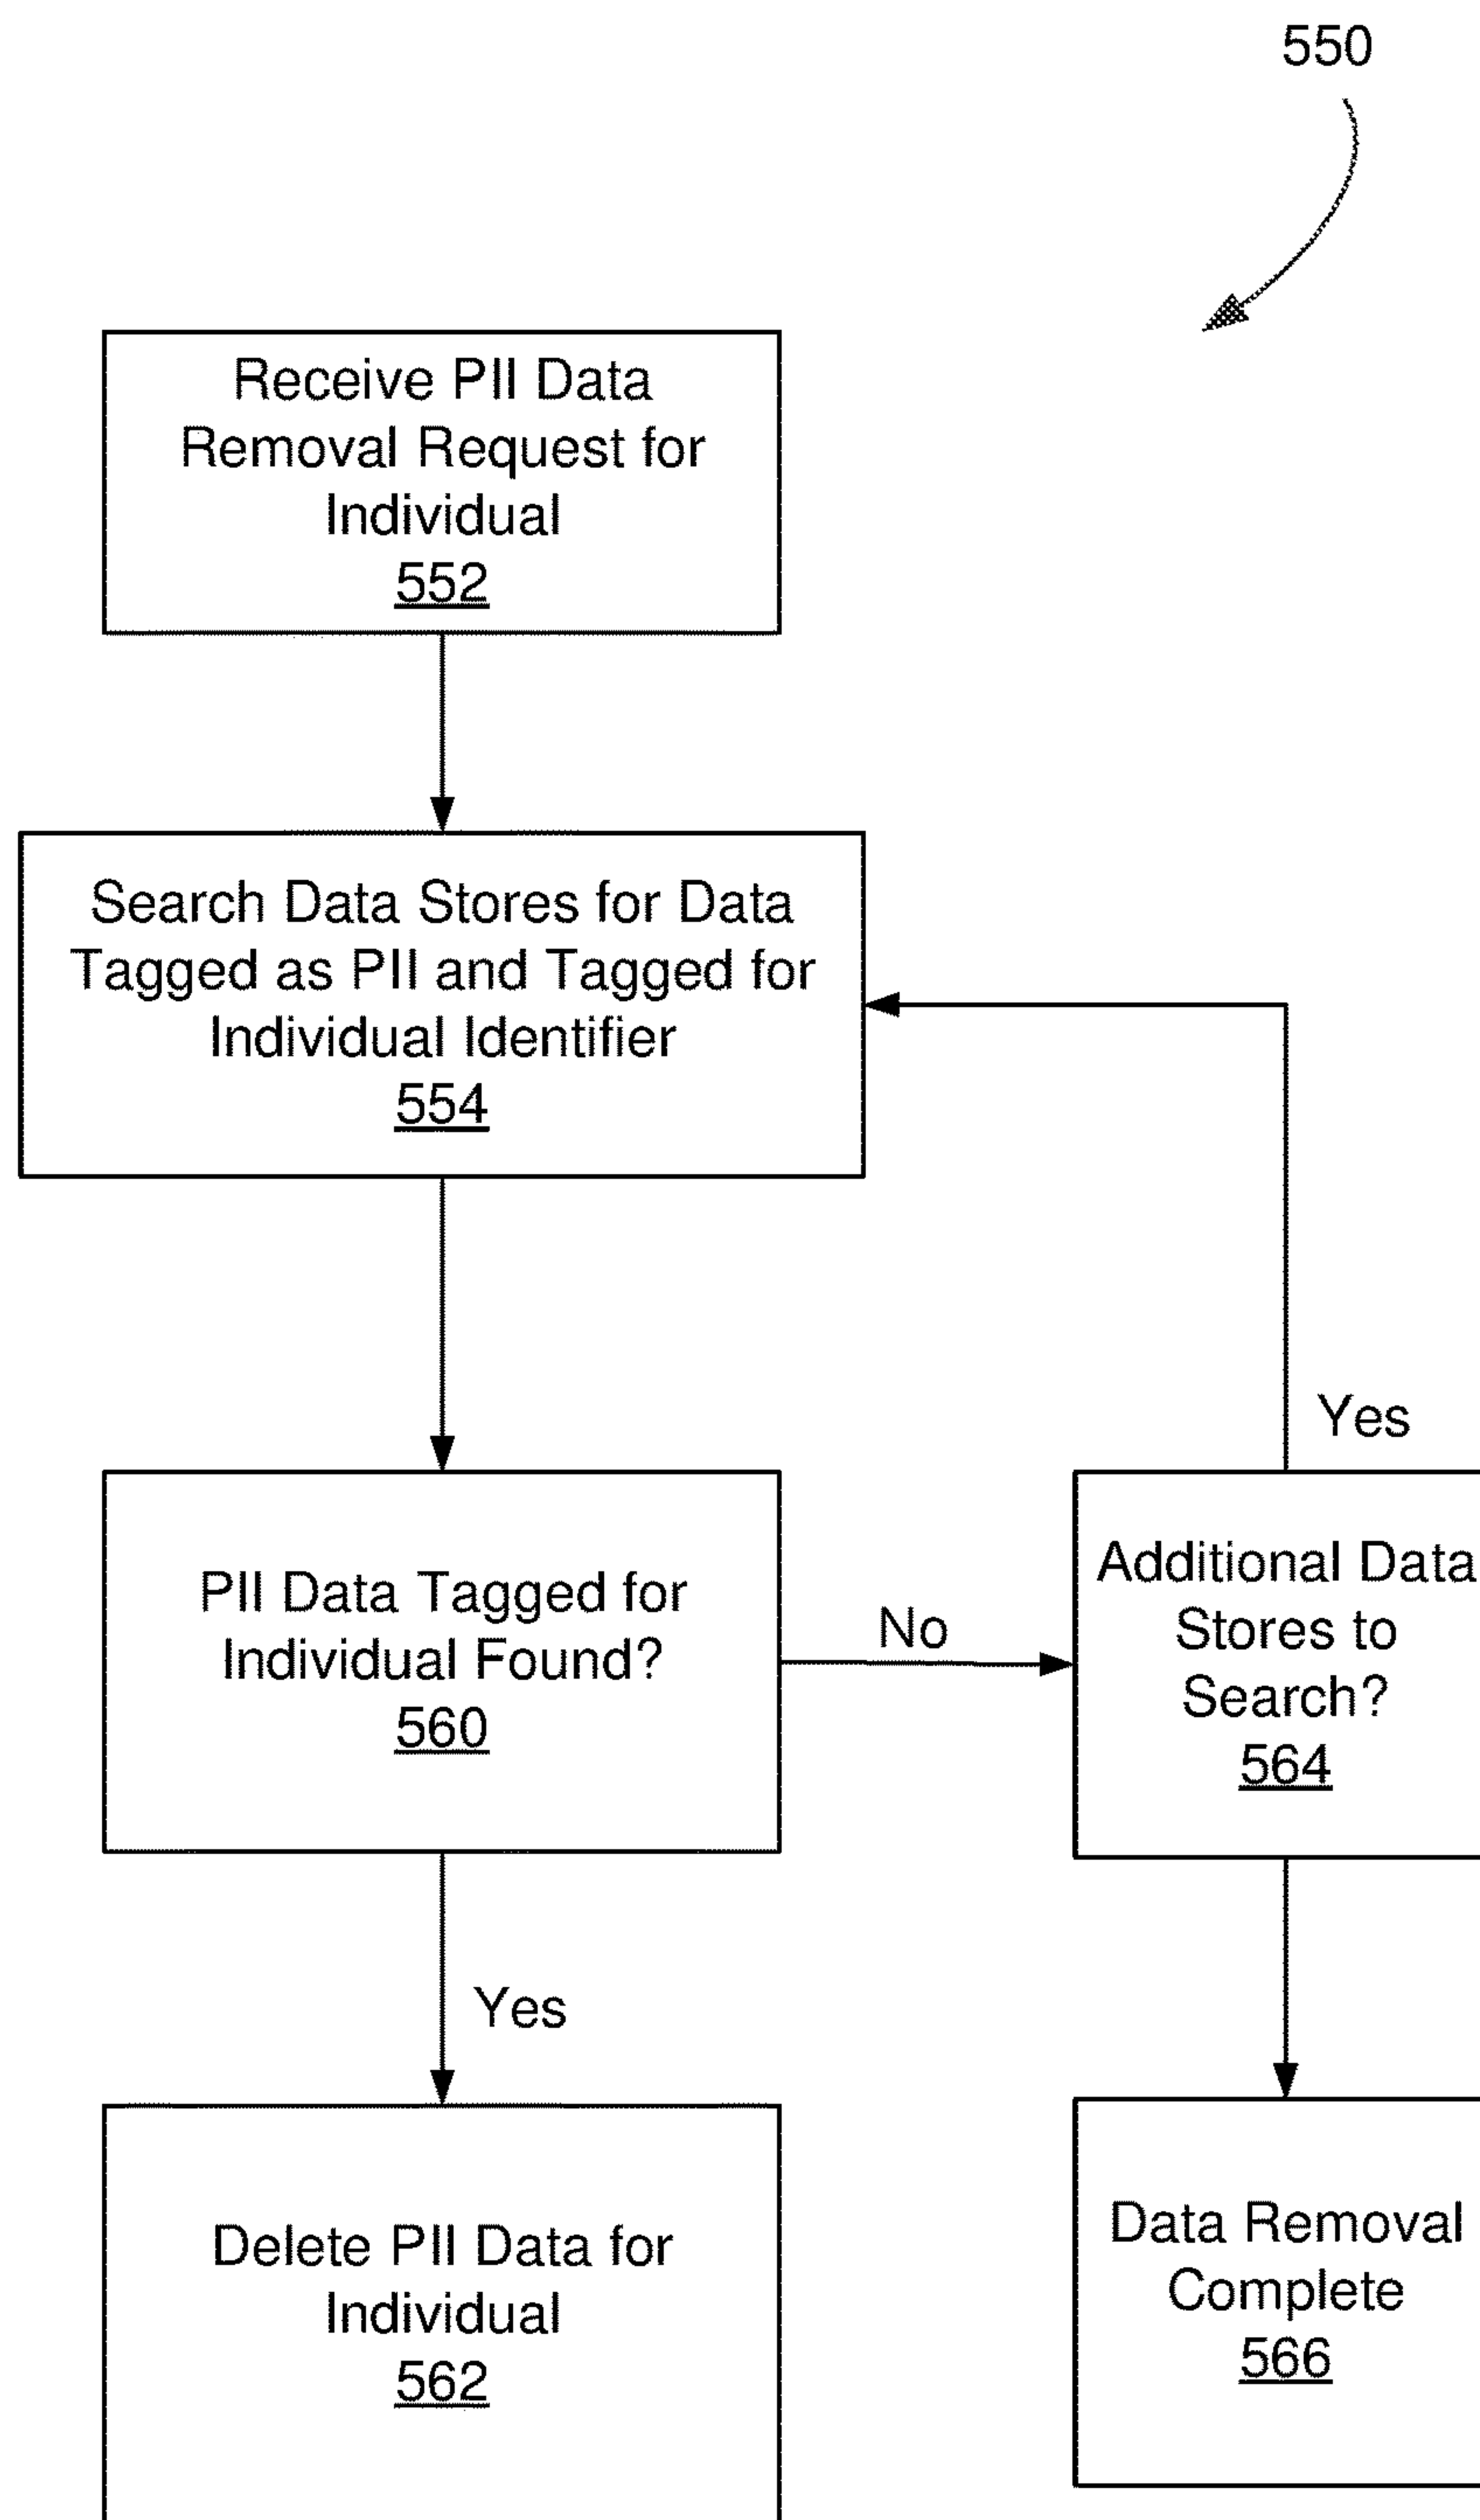 550
Receive PII Data
Removal Request for
Individual
552
Search Data Stores for Data
Tagged as PII and Tagged for
Individual Identifier
554
Yes
PII Data Tagged for
Individual Found?
560
No
Additional Data
Stores to
Search?
564
Yes
Delete PII Data for
Individual
562
Data Removal
Complete
566